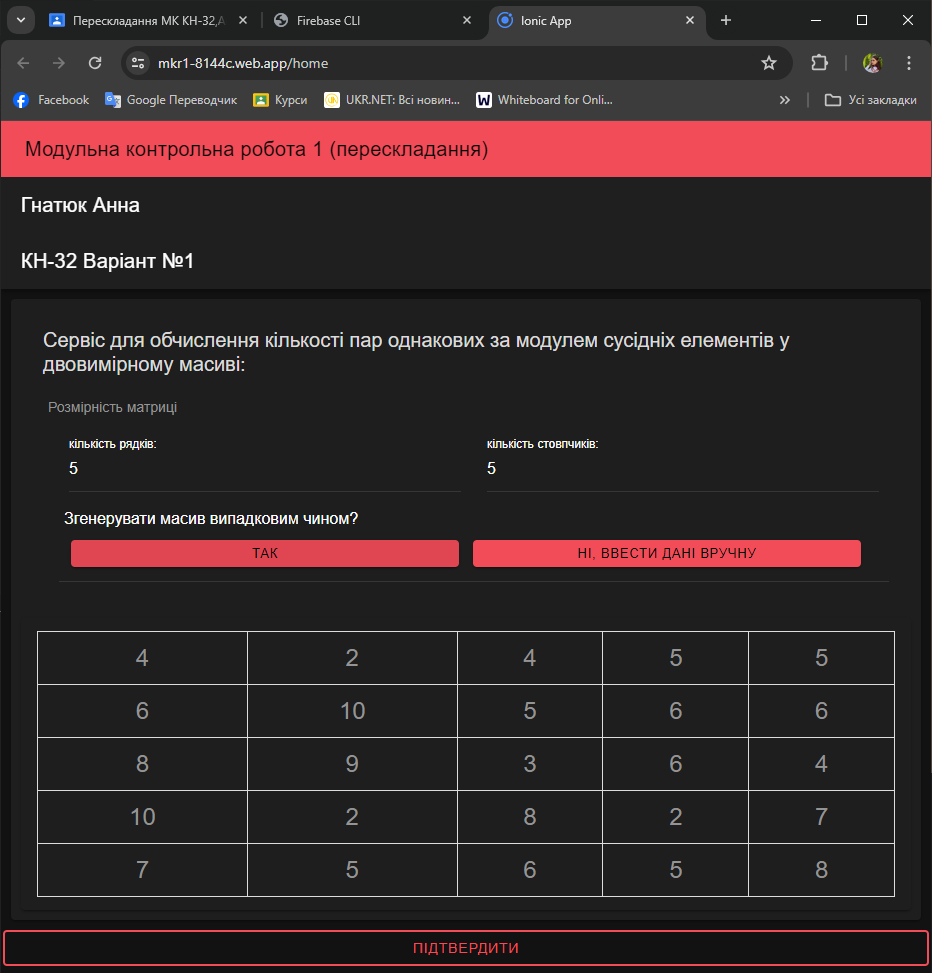 Перескладання МК КН-32,А
Firebase CLI
Ionic App
mkr1-8144c.web.app/home
Facebook
Google Переводчик
Курси
UKR.NET: Всі новин...
Whiteboard for Onli...
Усі закладки
Модульна контрольна робота 1 (перескладання)
Гнатюк Анна
КН-32 Варіант №1
Сервіс для обчислення кількості пар однакових за модулем сусідніх елементів у
двовимірному масиві:
Розмірність матриці
кількість рядків: кількість стовпчиків:
5 5
Згенерувати масив випадковим чином?
ТАК НІ, ВВЕСТИ ДАНІ ВРУЧНУ
4 2 4 5 5
6 10 5 6 6
8 9 3 6 4
10 2 8 2 7
7 5 6 5 8
ПІДТВЕРДИТИ